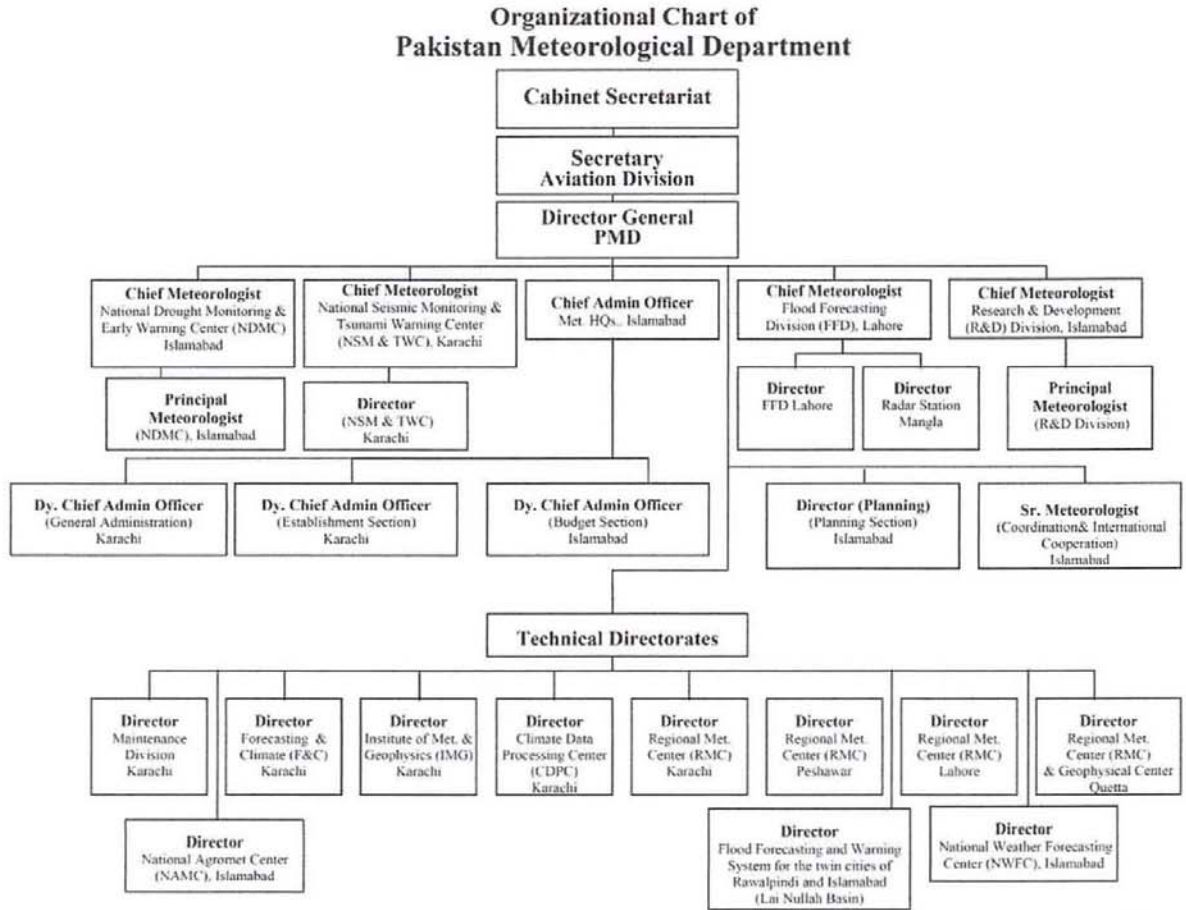 Organizational Chart of
Pakistan Meteorological Department
Cabinet Secretariat
Secretary
Aviation Division
Director General
PMD
Chief Meteorologist
National Drought Monitoring &
Early Warning Center (NDMC)
Islamabad
Chief Meteorologist
National Seismic Monitoring &
Tsunami Warning Center
(NSM & TWC), Karachi
Chief Admin Officer
Met. HQs.. Islamabad
Chief Meteorologist
Flood Forecasting
Division (FFD), Lahore
Chief Meteorologist
Research & Development
(R&D) Division, Islamabad
Principal
Meteorologist
(NDMC), Islamabad
Director
(NSM & TWC)
Karachi
Director
FFD Lahore
Director
Radar Station
Mangla
Principal
Meteorologist
(R&D Division)
Dy. Chief Admin Officer
(General Administration)
Karachi
Dy. Chief Admin Officer
(Establishment Section)
Karachi
Dy. Chief Admin Officer
(Budget Section)
Islamabad
Director (Planning)
(Planning Section)
Islamabad
Sr. Meteorologist
(Coordination& International
Cooperation)
Islamabad
Technical Directorates
Director
Maintenance
Division
Karachi
Director
Forecasting &
Climate (F&C)
Karachi
Director
Institute of Met. &
Geophysics (IMG)
Karachi
Director
Climate Data
Processing Center
(CDPC)
Karachi
Director
Regional Met.
Center (RMC)
Karachi
Director
Regional Met.
Center (RMC)
Peshawar
Director
Regional Met.
Center (RMC)
Lahore
Director
Regional Met.
Center (RMC)
& Geophysical Center
Quetta
Director
National Agromet Center
(NAMC), Islamabad
Director
Flood Forecasting and Warning
System for the twin cities of
Rawalpindi and Islamabad
(Lai Nullah Basin)
Director
National Weather Forecasting
Center (NWFC), Islamabad